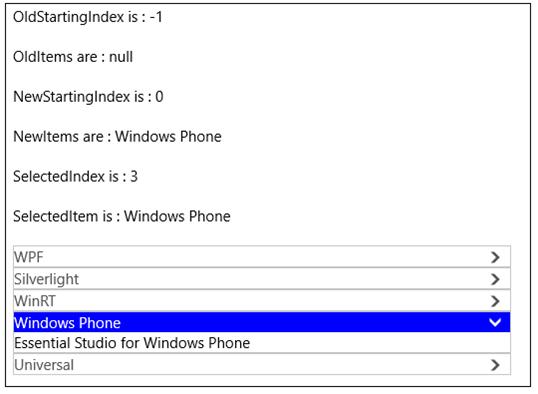 OldStartingIndex is : -1
OldItems are : null
NewStartingIndex is : 0
NewItems are : Windows Phone
SelectedIndex is : 3
SelectedItem is : Windows Phone
WPF
Silverlight
WinRT
Windows Phone
Essential Studio for Windows Phone
Universal